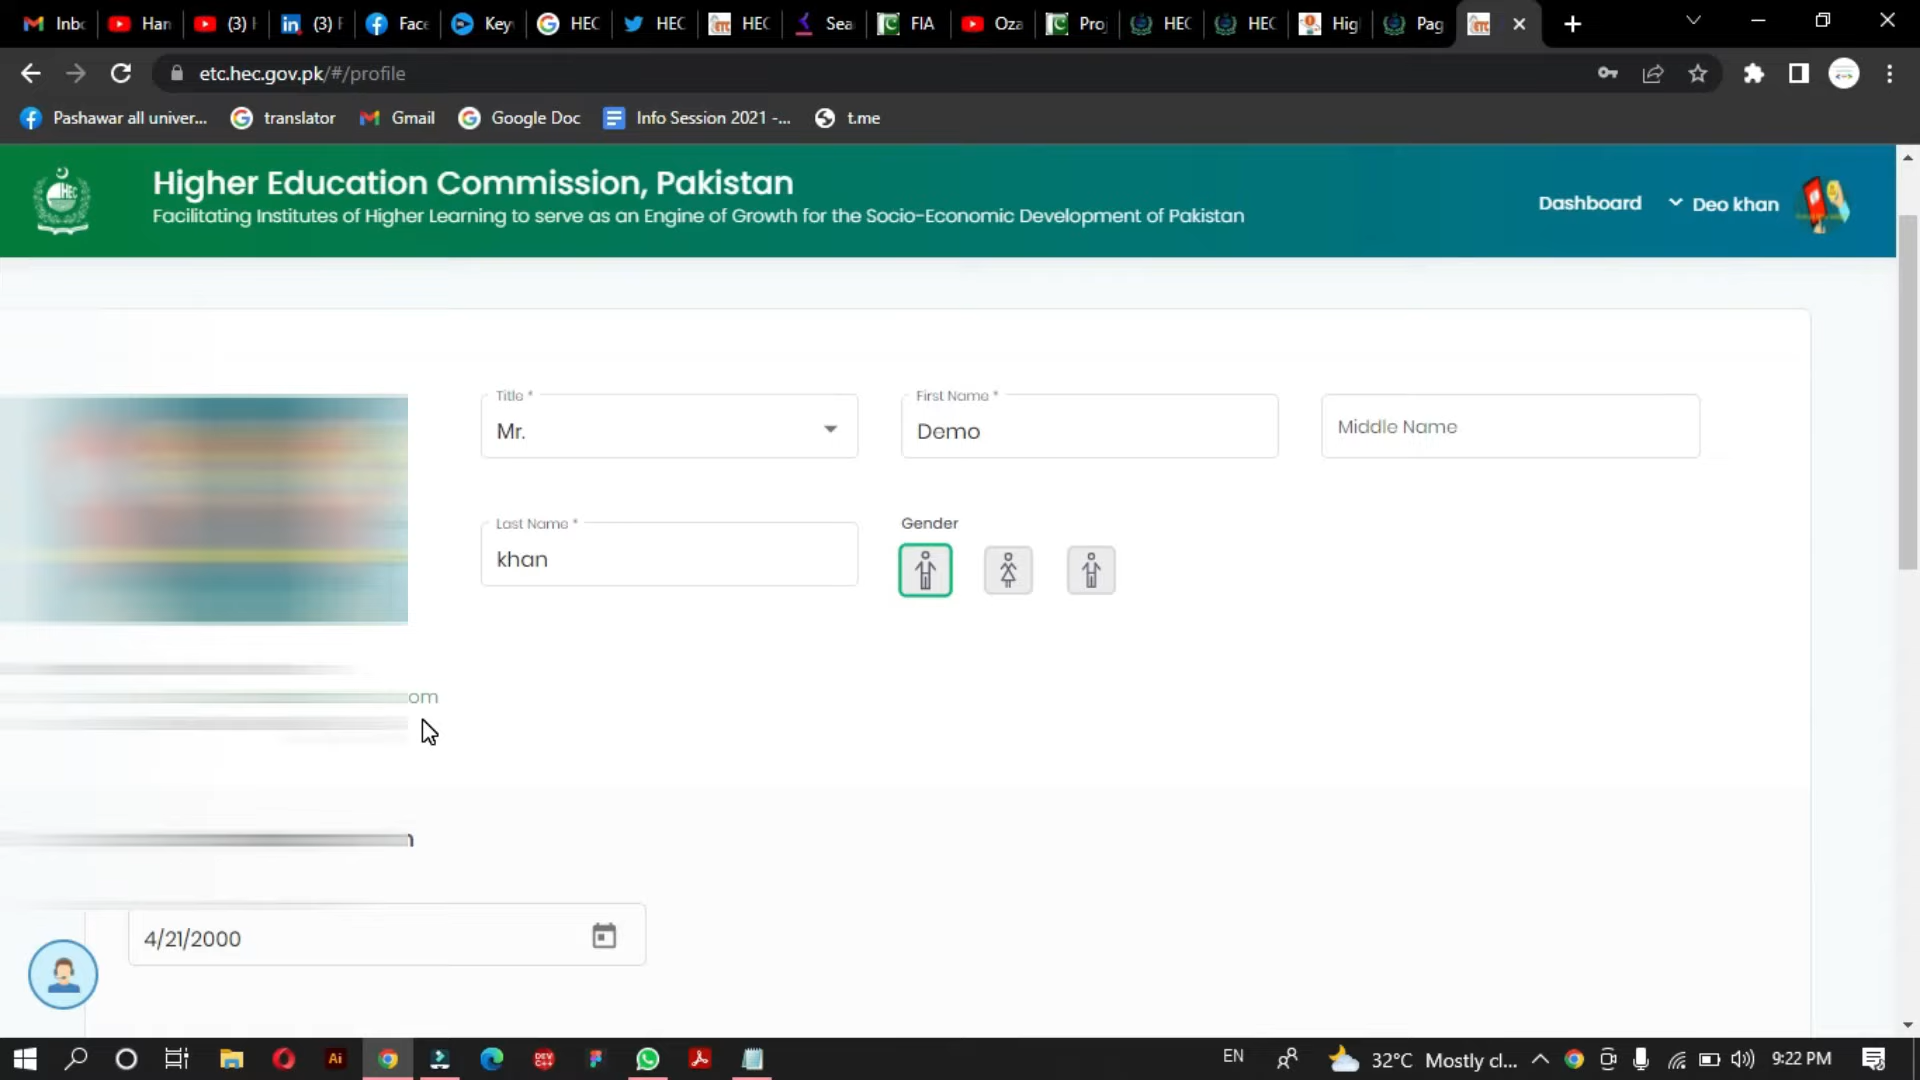 Inbc
Han
(3) H
(3) F
Face
Key
HEC
HEC
HEC
Sea
FIA
Oza
Proj
HEC
HEC
Hig
Pag
etc.hec.gov.pk/#/profile
Pashawar all univer...
translator
Gmail
Google Doc
Info Session 2021 -...
t.me
Higher Education Commission, Pakistan
Facilitating Institutes of Higher Learning to serve as an Engine of Growth for the Socio-Economic Development of Pakistan
Dashboard
Deo khan
Title *
Mr.
First Name *
Demo
Middle Name
Last Name *
khan
Gender
om
4/21/2000
EN
32°C Mostly cl...
9:22 PM